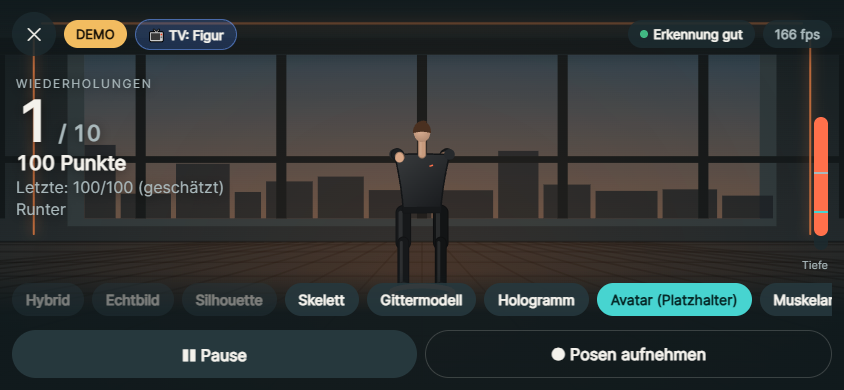 DEMO
TV: Figur
Erkennung gut
166 fps
WIEDERHOLUNGEN
1 / 10
100 Punkte
Letzte: 100/100 (geschätzt)
Runter
Tiefe
Hybrid
Echtbild
Silhouette
Skelett
Gittermodell
Hologramm
Avatar (Platzhalter)
Muskelar
Pause
Posen aufnehmen